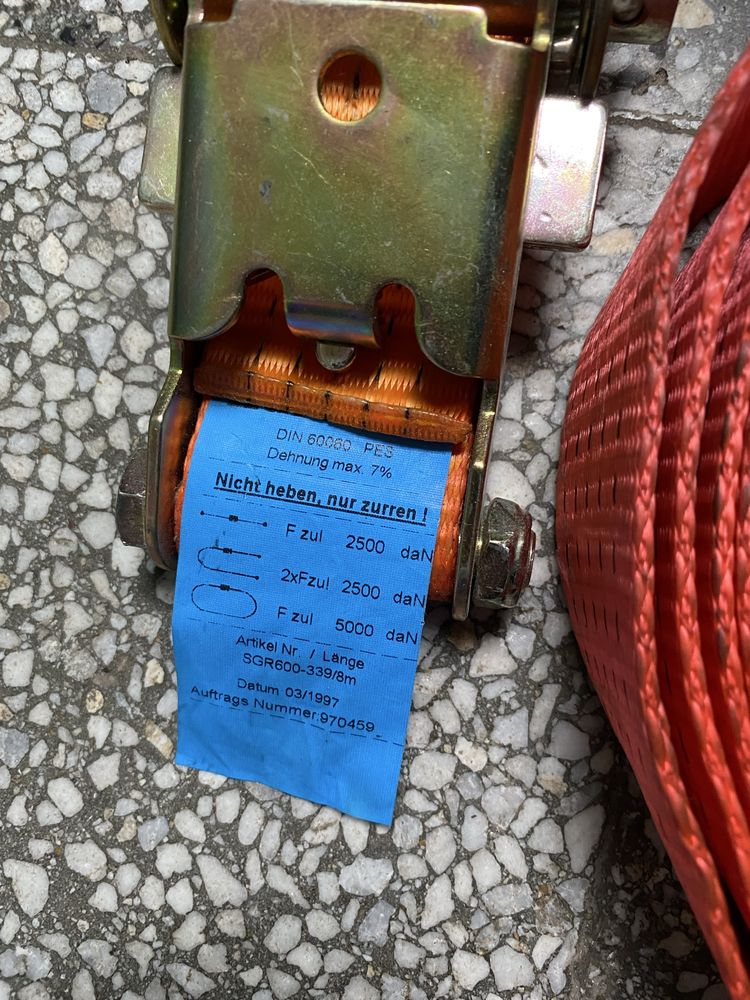 DIN 60060 PES
Dehnung max. 7%
Nicht heben, nur zurren !
F zul 2500 daN
2xFzul 2500 daN
F zul 5000 daN
Artikel Nr. / Länge
SGR600-339/8m
Datum 03/1997
Auftrags Nummer:970459